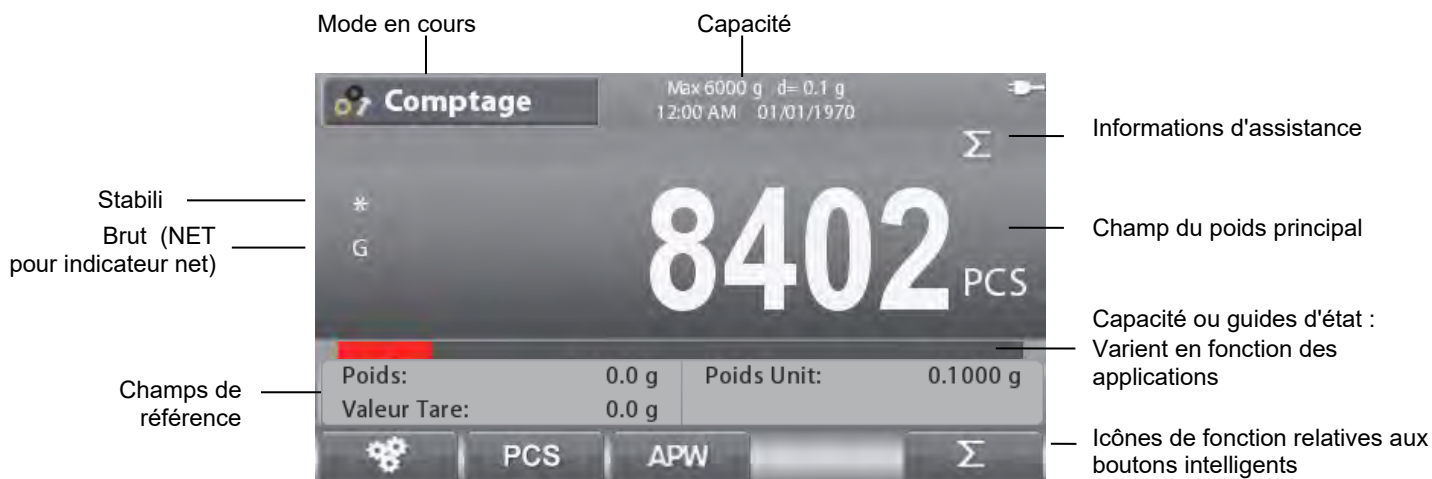 Mode en cours
Capacité
Comptage
Max 6000 g d= 0.1 g
12:00 AM 01/01/1970
Σ
Informations d'assistance
Stabili
*
Brut (NET
pour indicateur net)
G
8402
PCS
Champ du poids principal
Capacité ou guides d'état :
Varient en fonction des
applications
Champs de
référence
Poids: 0.0 g
Poids Unit: 0.1000 g
Valeur Tare: 0.0 g
PCS
APW
Σ
Icônes de fonction relatives aux
boutons intelligents